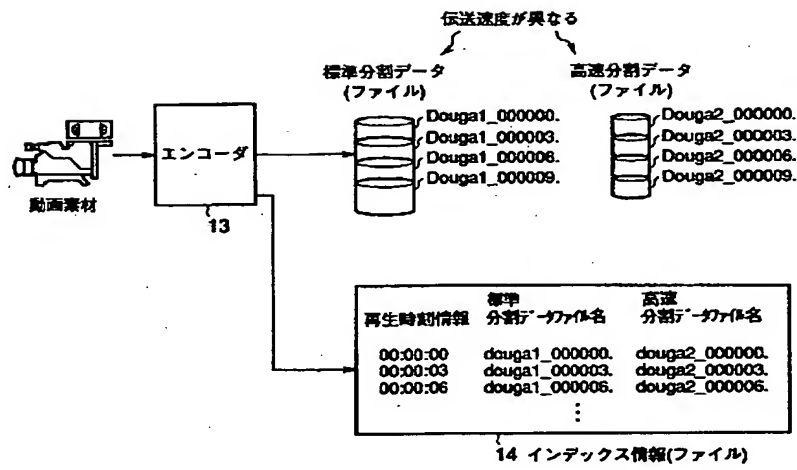 伝送速度が異なる
標準分割データ
(ファイル)
高速分割データ
(ファイル)
Douga1_000000.
Douga1_000003.
Douga1_000006.
Douga1_000009.
Douga2_000000.
Douga2_000003.
Douga2_000006.
Douga2_000009.
エンコーダ
動画素材
13
再生時刻情報
標準
分割データファイル名
高速
分割データファイル名
00:00:00 douga1_000000. douga2_000000.
00:00:03 douga1_000003. douga2_000003.
00:00:06 douga1_000006. douga2_000006.
⋮
14 インデックス情報(ファイル)